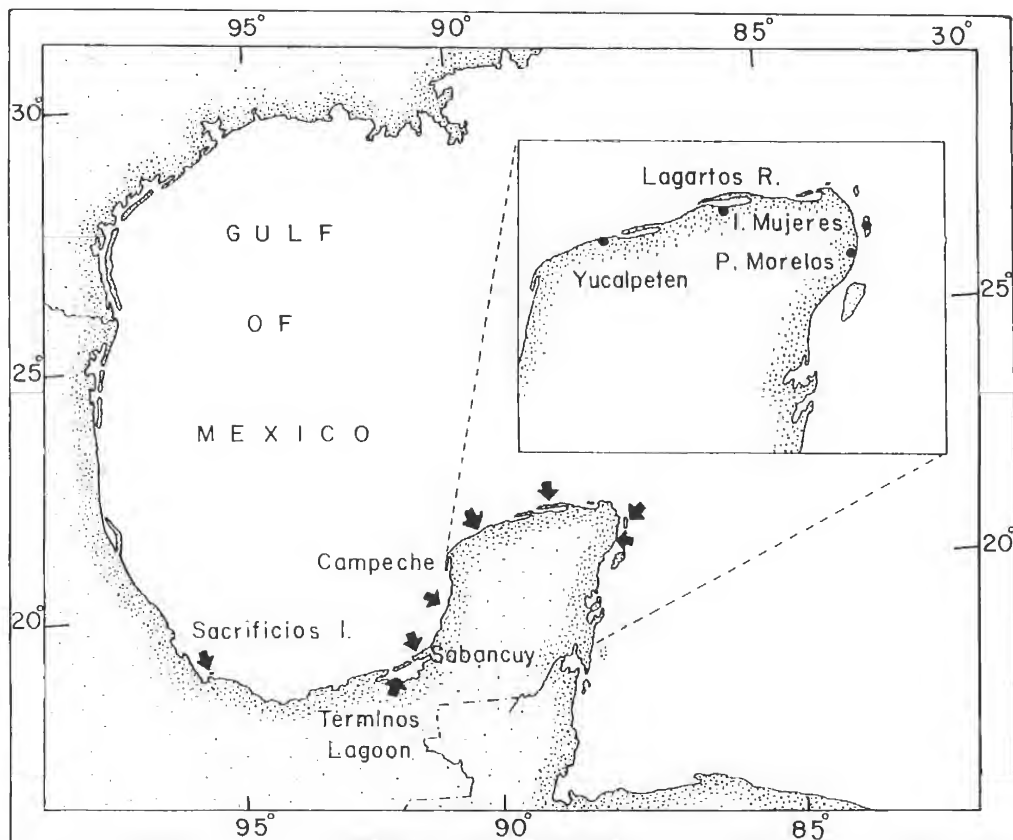 95° 90° 85° 30°
30°
Lagartos R.
GULF
I. Mujeres
P. Morelos
Yucalpeten
25°
OF
25°
MEXICO
20°
Campeche
20°
Sacrificios I.
Sabancuy
Términos
Lagoon
95° 90° 85°